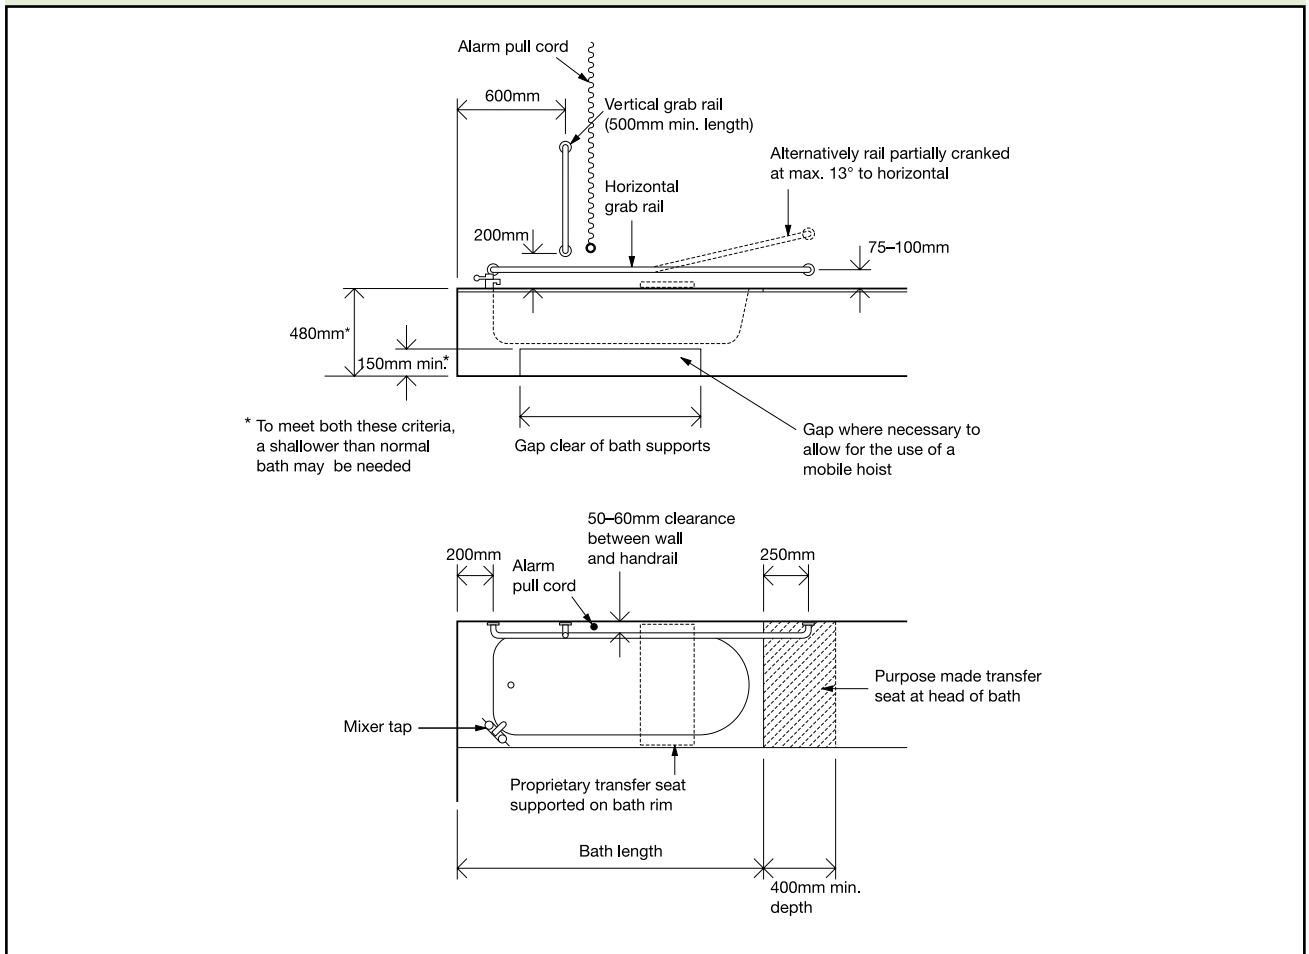 Alarm pull cord
600mm
Vertical grab rail
(500mm min. length)
Alternatively rail partially cranked
at max. 13° to horizontal
Horizontal
grab rail
200mm
75–100mm
480mm*
150mm min.*
* To meet both these criteria,
a shallower than normal
bath may be needed
Gap clear of bath supports
Gap where necessary to
allow for the use of a
mobile hoist
50–60mm clearance
between wall
and handrail
200mm
Alarm
pull cord
250mm
Purpose made transfer
seat at head of bath
Mixer tap
Proprietary transfer seat
supported on bath rim
Bath length
400mm min.
depth